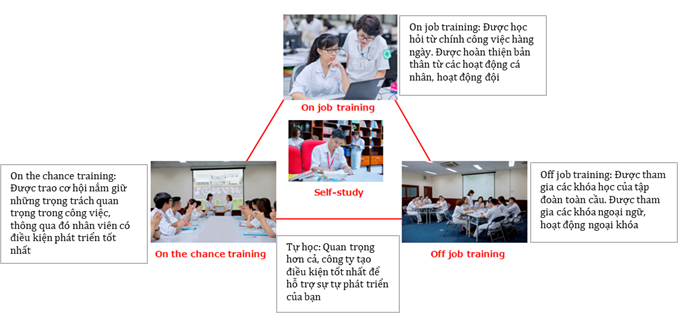 On job training: Được học
hỏi từ chính công việc hàng
ngày. Được hoàn thiện bản
thân từ các hoạt động cá
nhân, hoạt động đội
On job training
On the chance training:
Được trao cơ hội nắm giữ
những trọng trách quan
trọng trong công việc,
thông qua đó nhân viên có
điều kiện phát triển tốt
nhất
Self-study
Off job training: Được tham
gia các khóa học của tập
đoàn toàn cầu. Được tham
gia các khóa ngoại ngữ,
hoạt động ngoại khóa
On the chance training
Tự học: Quan trọng
hơn cả, công ty tạo
điều kiện tốt nhất để
hỗ trợ sự tự phát triển
của bạn
Off job training